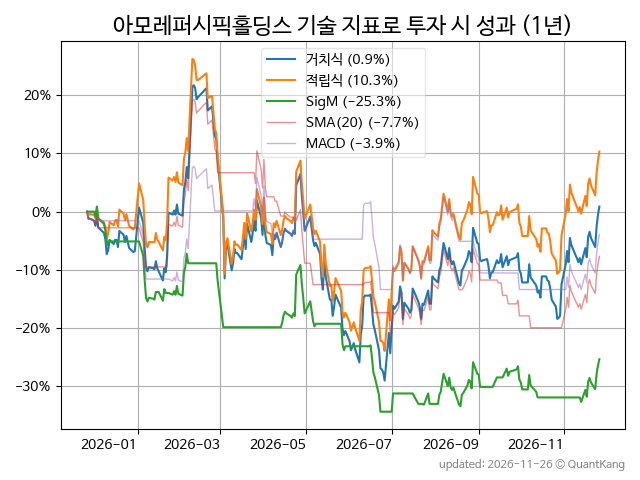 아모레퍼시픽홀딩스 기술 지표로 투자 시 성과 (1년)
거치식 (0.9%)
적립식 (10.3%)
SigM (−25.3%)
SMA(20) (−7.7%)
MACD (−3.9%)
20%
10%
0%
−10%
−20%
−30%
2026-01 2026-03 2026-05 2026-07 2026-09 2026-11
updated: 2026-11-26 © QuantKang